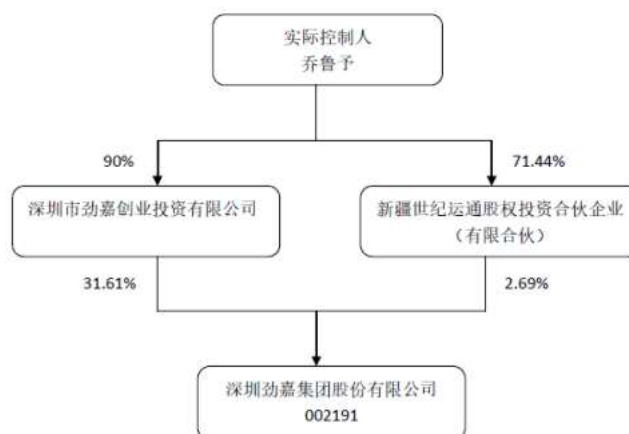 实际控制人
乔鲁予
90%
71.44%
深圳市劲嘉创业投资有限公司
新疆世纪运通股权投资合伙企业
（有限合伙）
31.61%
2.69%
深圳劲嘉集团股份有限公司
002191